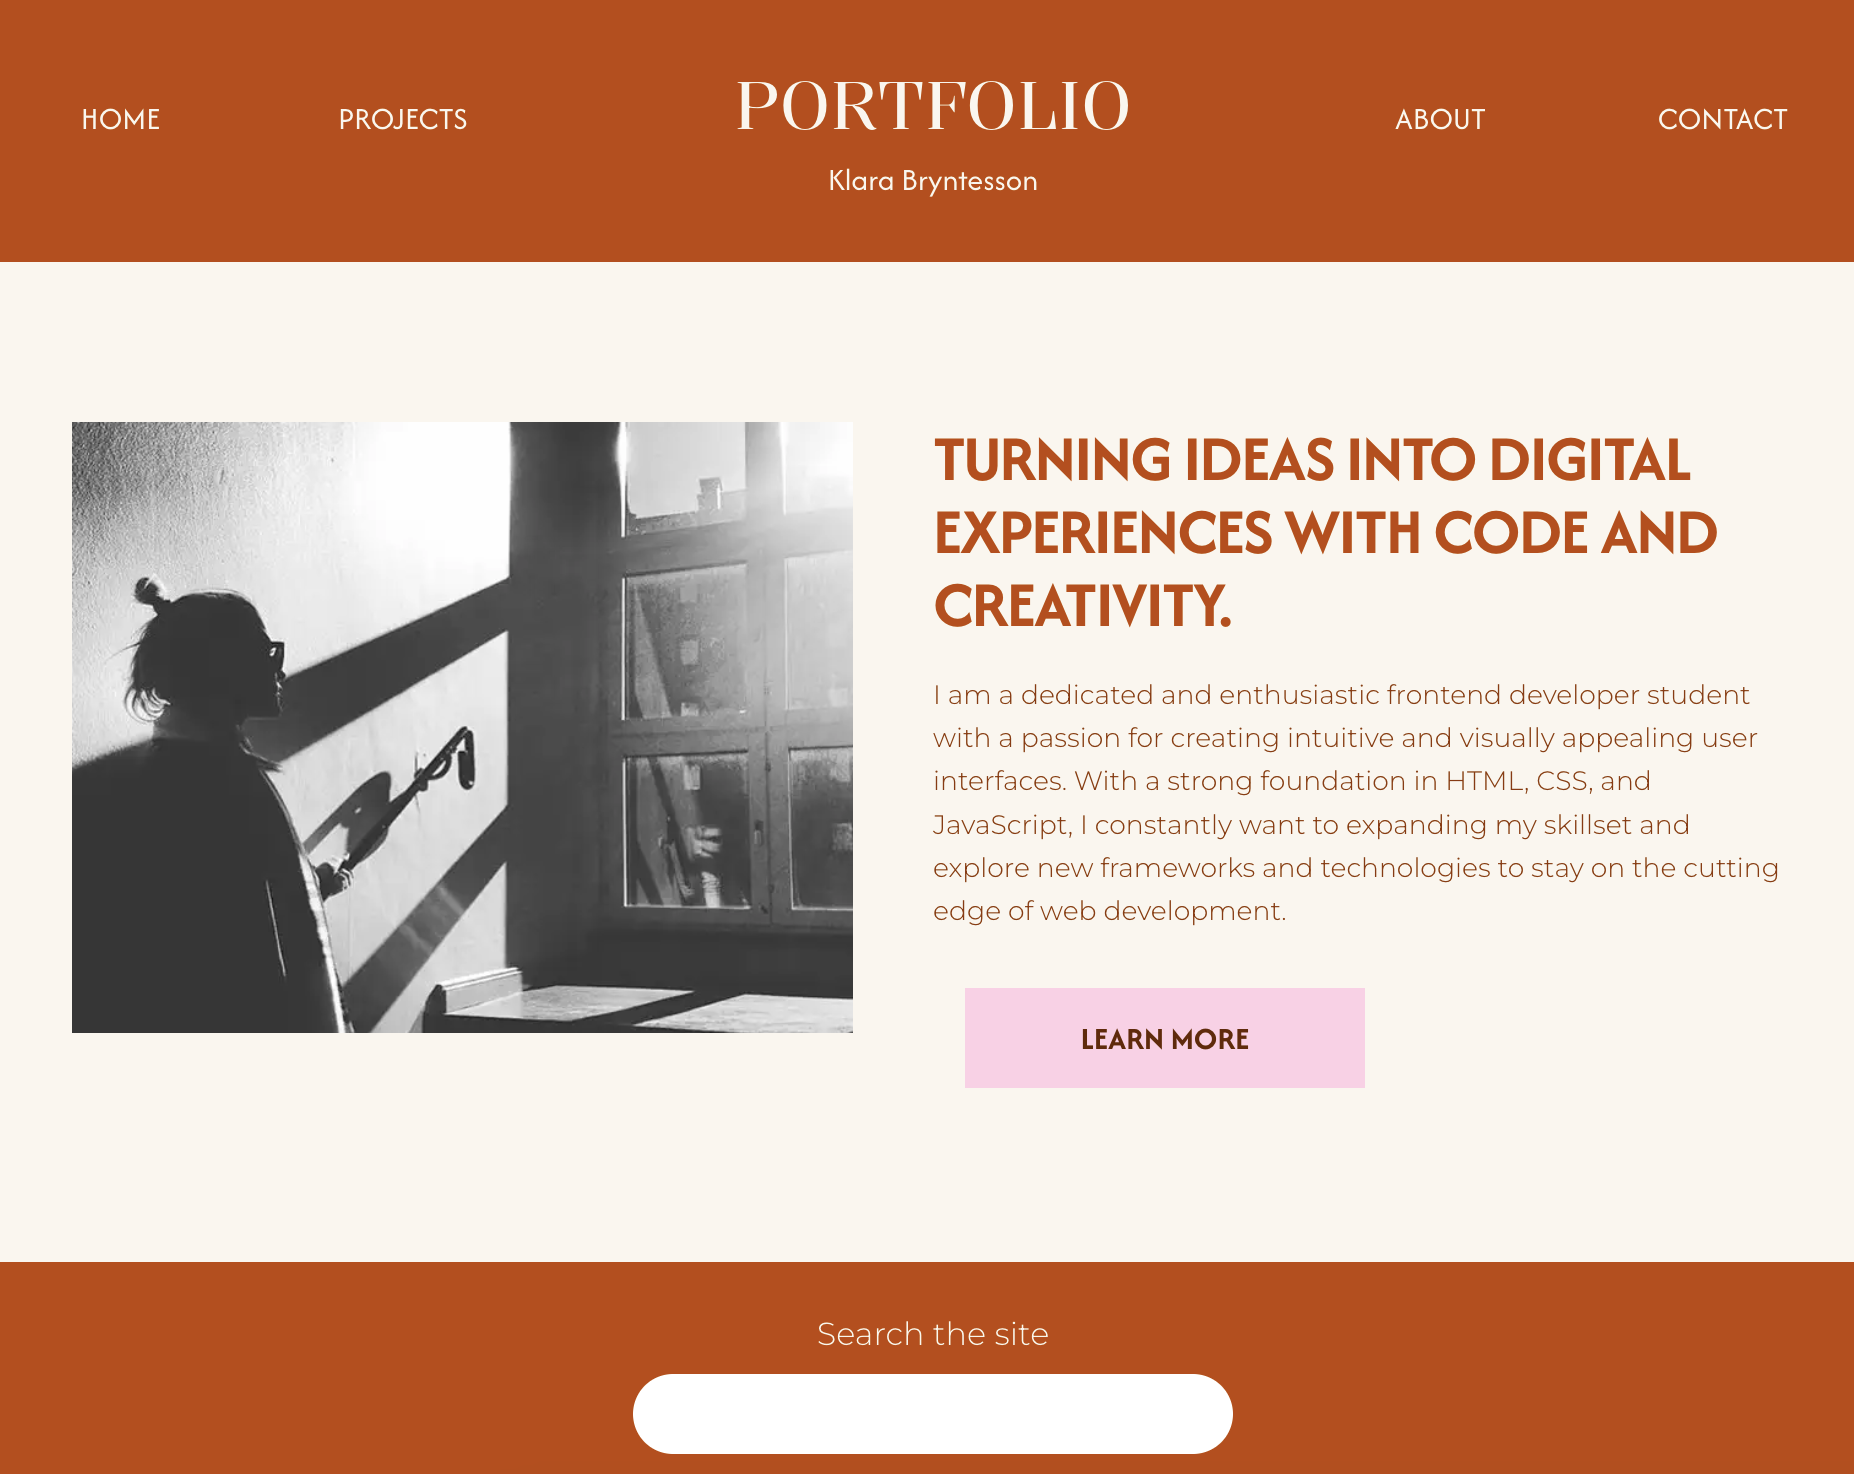 HOME
PROJECTS
PORTFOLIO
Klara Bryntesson
ABOUT
CONTACT
TURNING IDEAS INTO DIGITAL
EXPERIENCES WITH CODE AND
CREATIVITY.
I am a dedicated and enthusiastic frontend developer student
with a passion for creating intuitive and visually appealing user
interfaces. With a strong foundation in HTML, CSS, and
JavaScript, I constantly want to expanding my skillset and
explore new frameworks and technologies to stay on the cutting
edge of web development.
LEARN MORE
Search the site